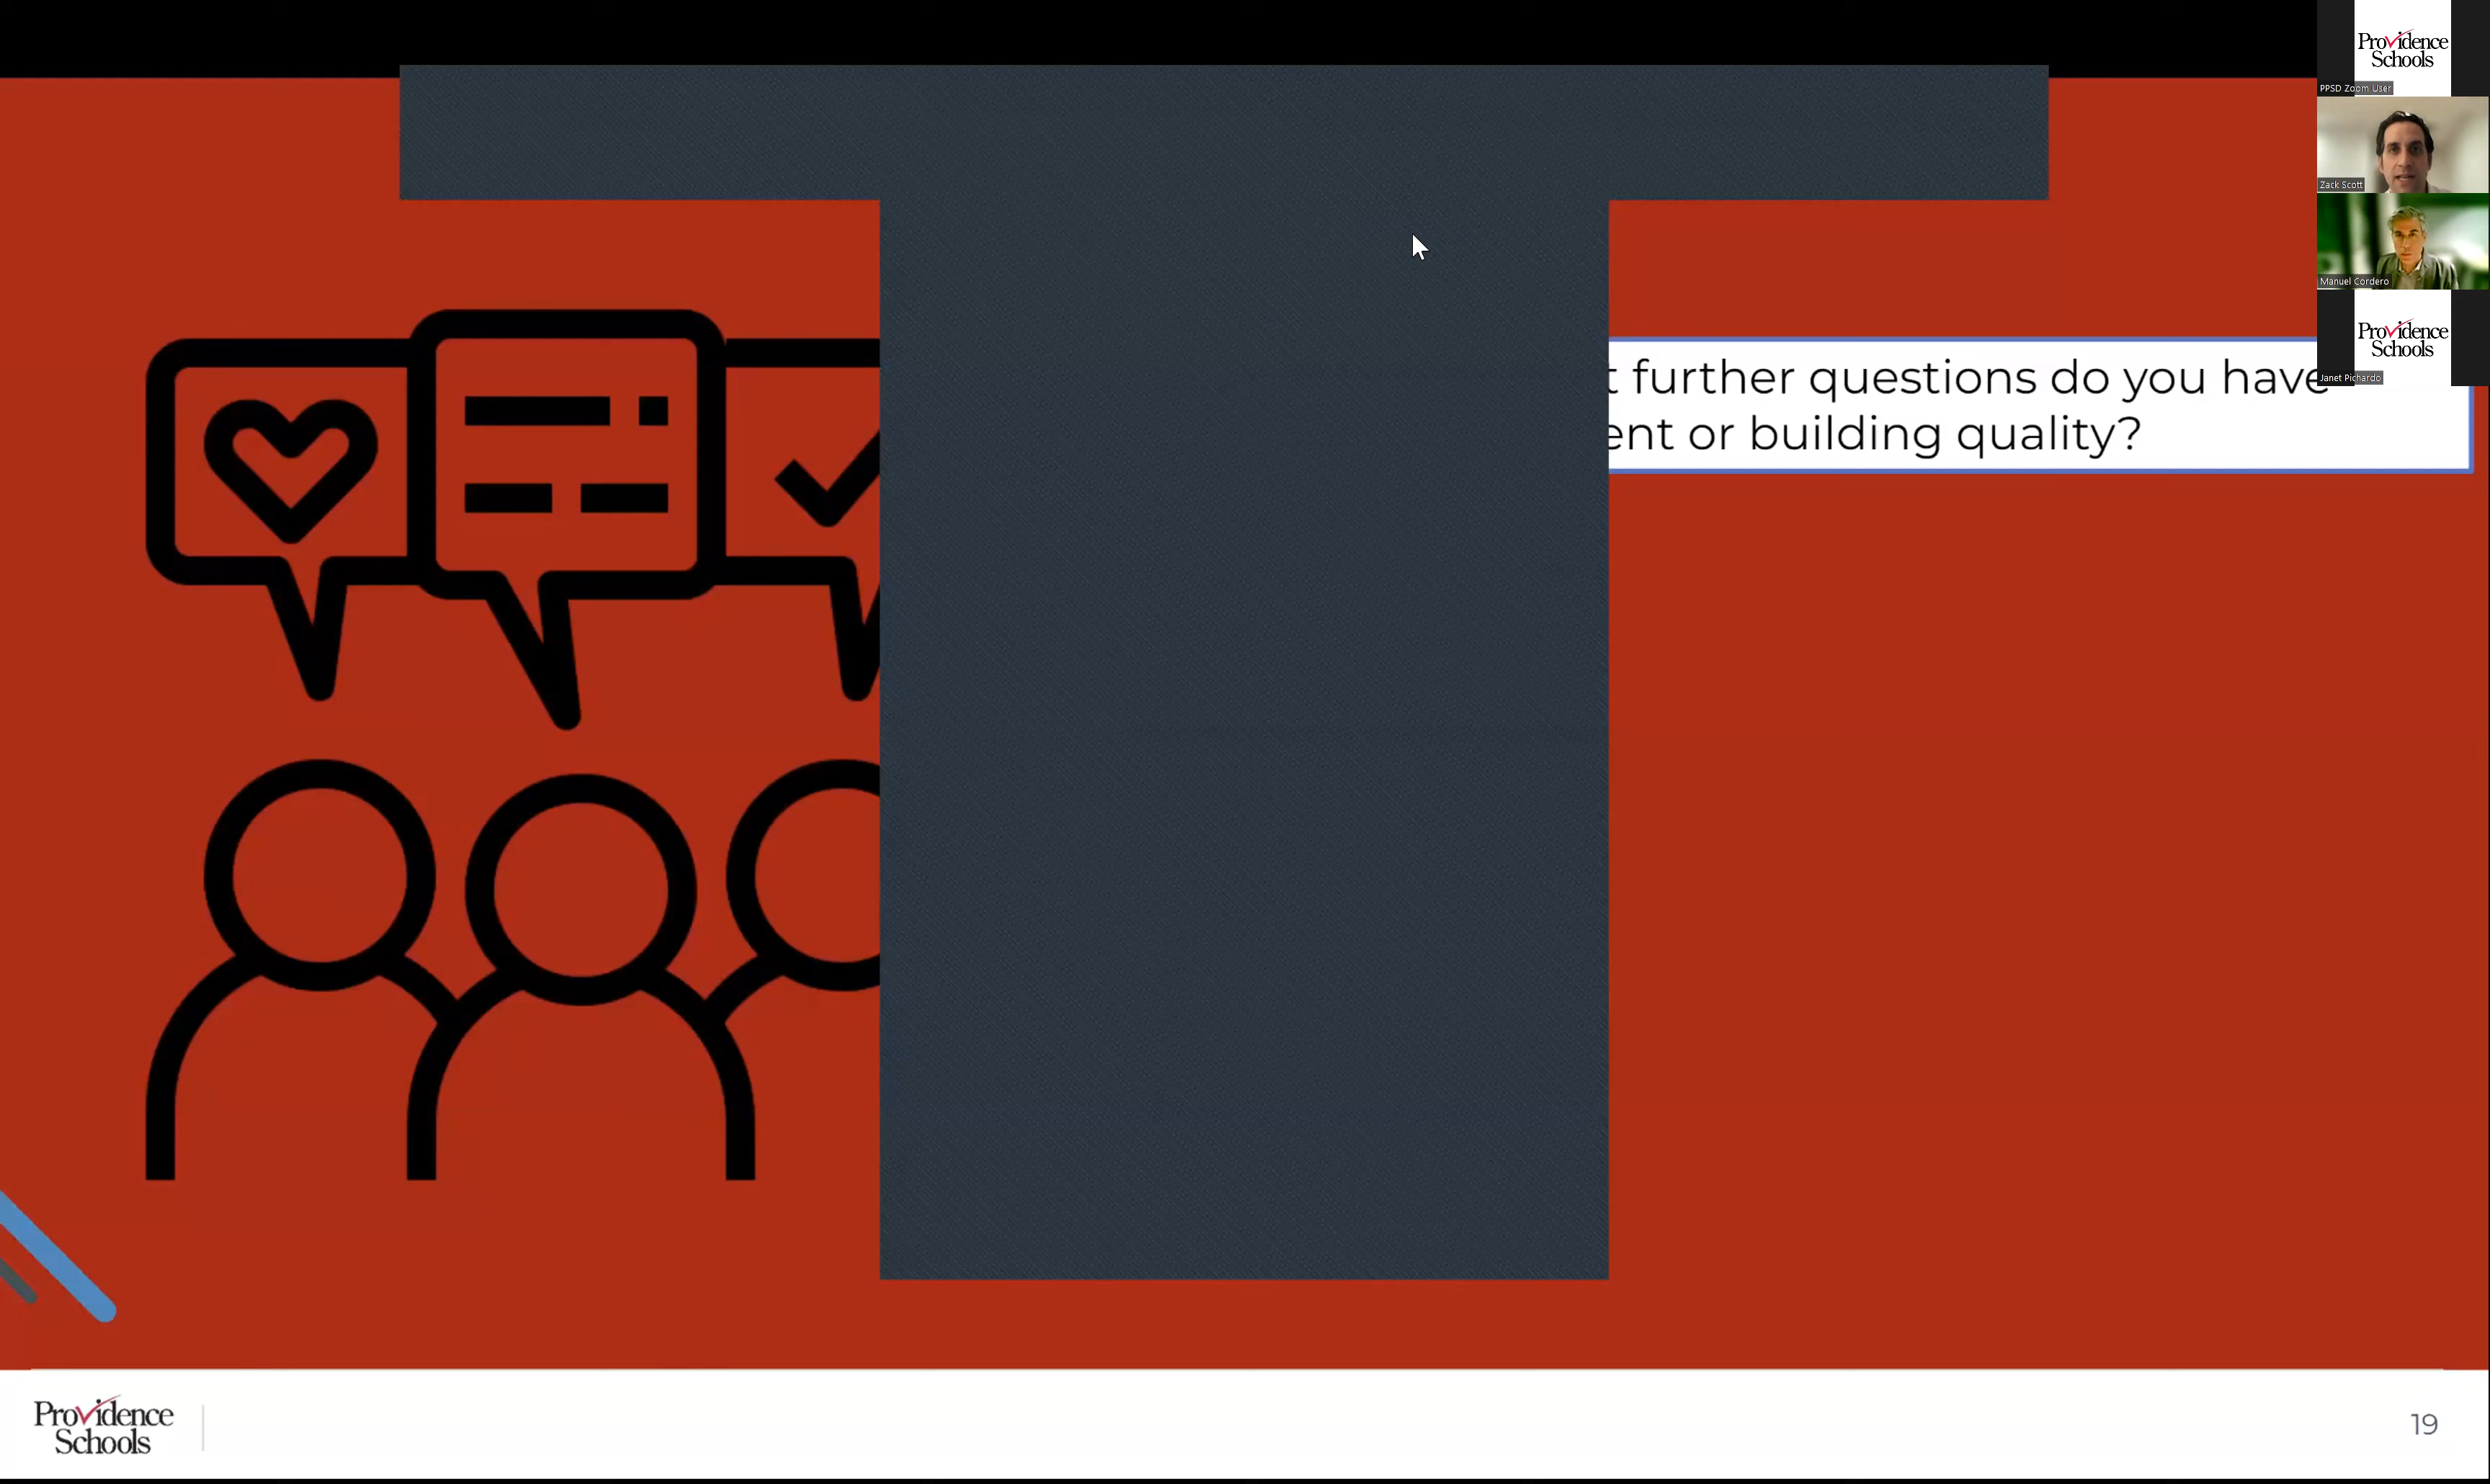 Providence
Schools
PPSD Zoom User
Zack Scott
Manuel Cordero
Providence
Schools
Janet Pichardo
t further questions do you have
ent or building quality?
Providence
Schools
19